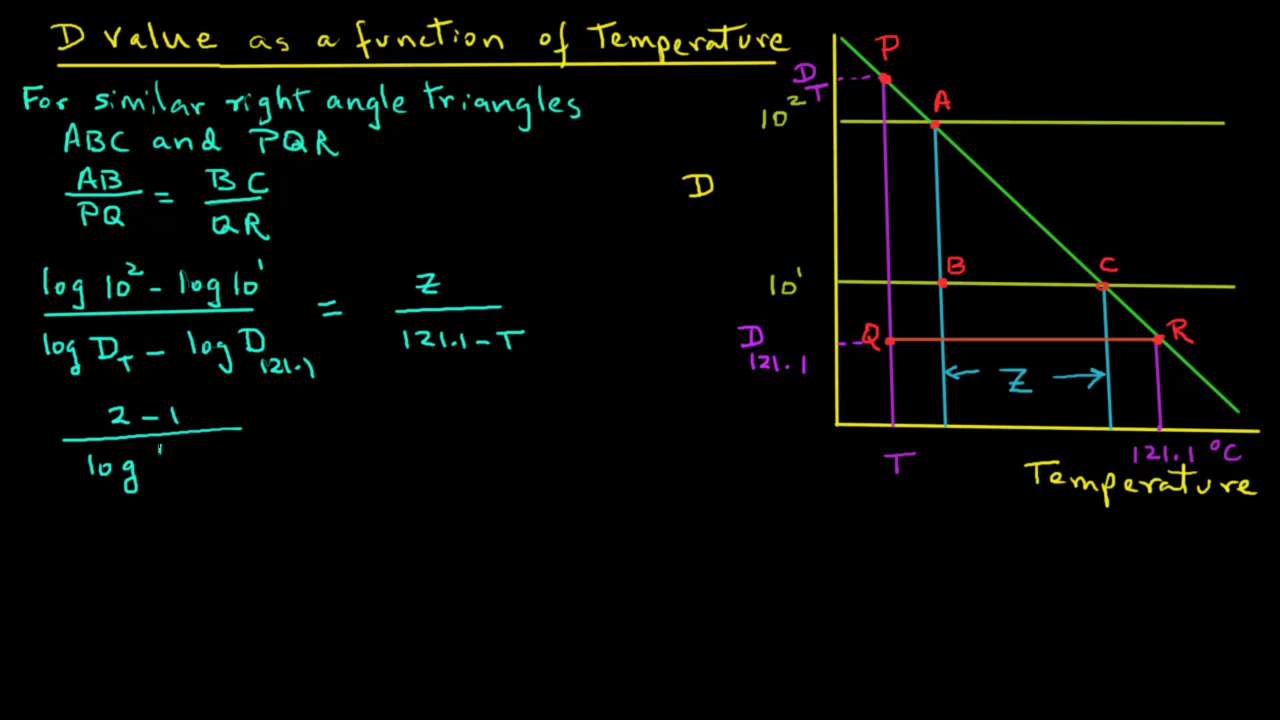 D value as a function of Temperature
For similar right angle triangles
ABC and PQR
AB/PQ = BC/QR
(log 10² - log 10¹)/(log D_T - log D_121.1) = Z/(121.1 - T)
2 - 1
log
P
D_T
A
10²
D
B
C
10¹
Q
R
D_121.1
Z
T
121.1 °C
Temperature